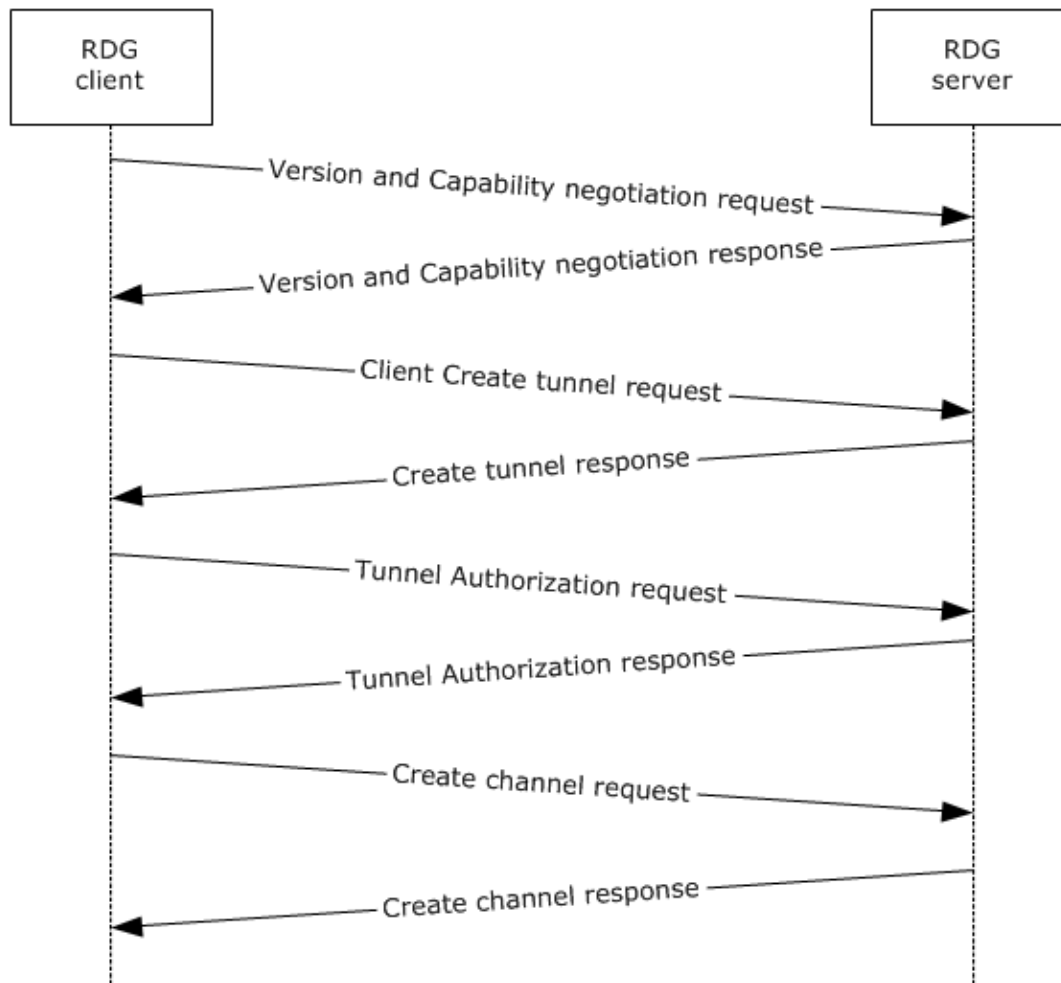 RDG
client
RDG
server
Version and Capability negotiation request
Version and Capability negotiation response
Client Create tunnel request
Create tunnel response
Tunnel Authorization request
Tunnel Authorization response
Create channel request
Create channel response